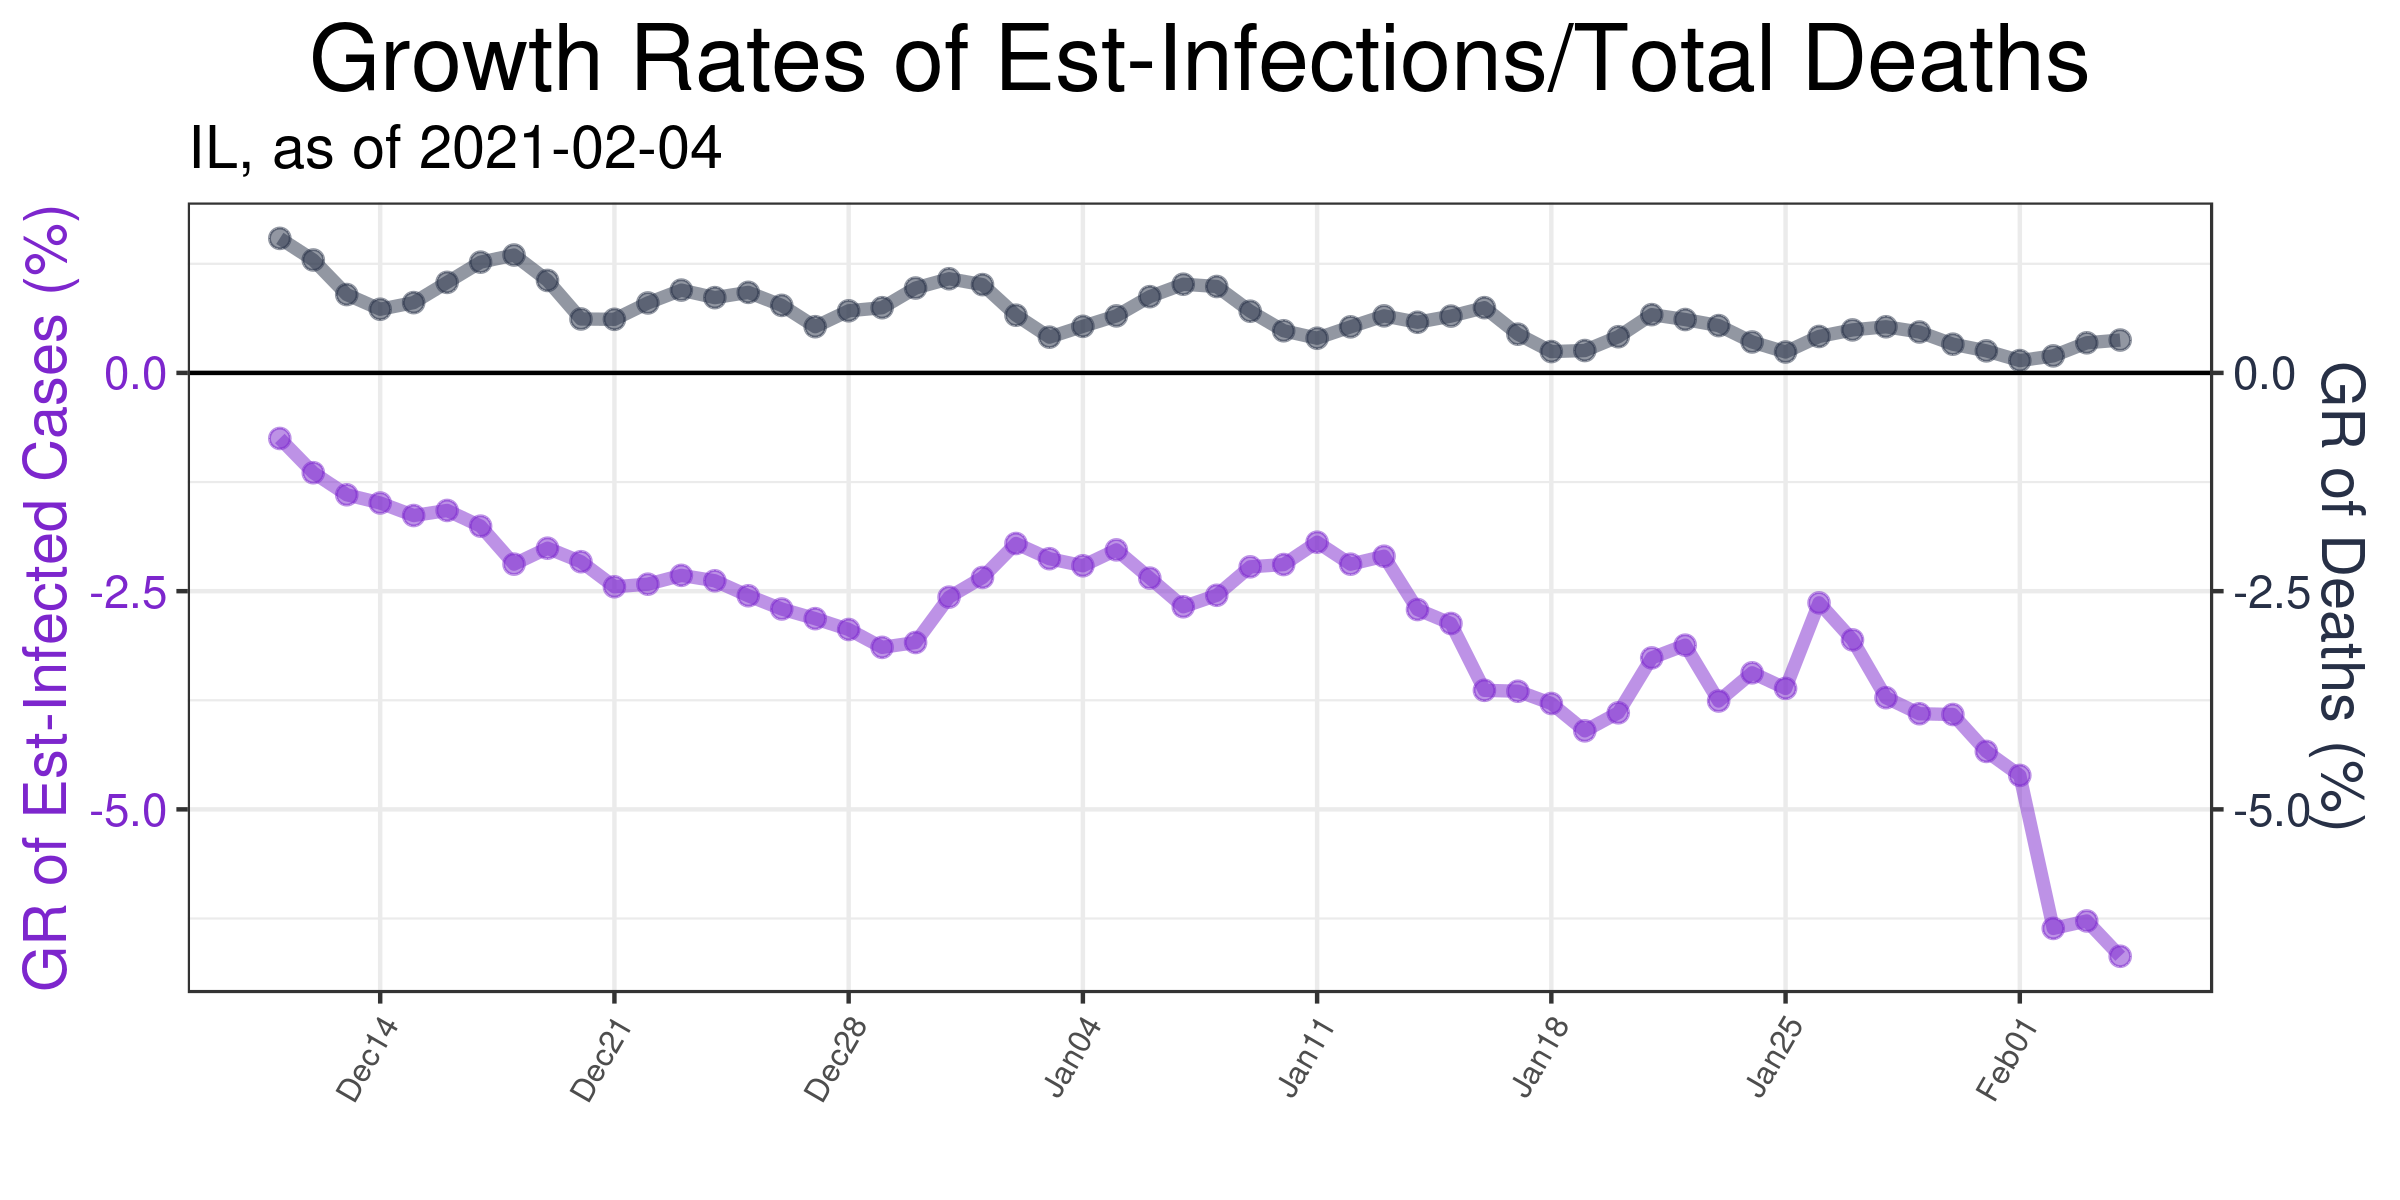 Growth Rates of Est-Infections/Total Deaths
IL, as of 2021-02-04
GR of Est-Infected Cases (%)
0.0
-2.5
-5.0
0.0
-2.5
-5.0
GR of Deaths (%)
Dec14
Dec21
Dec28
Jan04
Jan11
Jan18
Jan25
Feb01